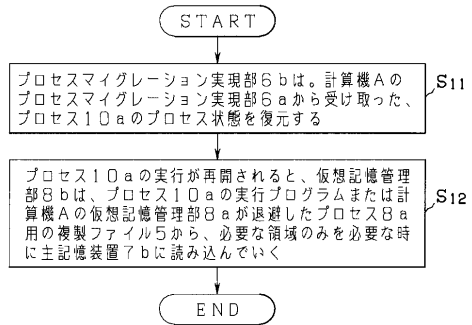 START
プロセスマイグレーション実現部6bは。計算機Aの
プロセスマイグレーション実現部6aから受け取った、
プロセス10aのプロセス状態を復元する
S11
プロセス10aの実行が再開されると、仮想記憶管理
部8bは、プロセス10aの実行プログラムまたは計
算機Aの仮想記憶管理部8aが退避したプロセス8a
用の複製ファイル5から、必要な領域のみを必要な時
に主記憶装置7bに読み込んでいく
S12
END